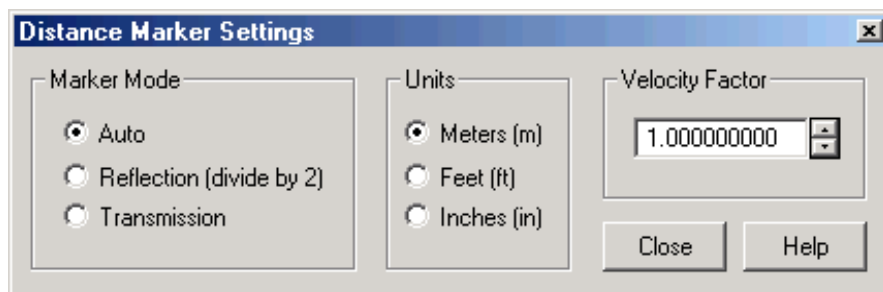 Distance Marker Settings
Marker Mode
Auto
Reflection (divide by 2)
Transmission
Units
Meters (m)
Feet (ft)
Inches (in)
Velocity Factor
1.000000000
Close
Help